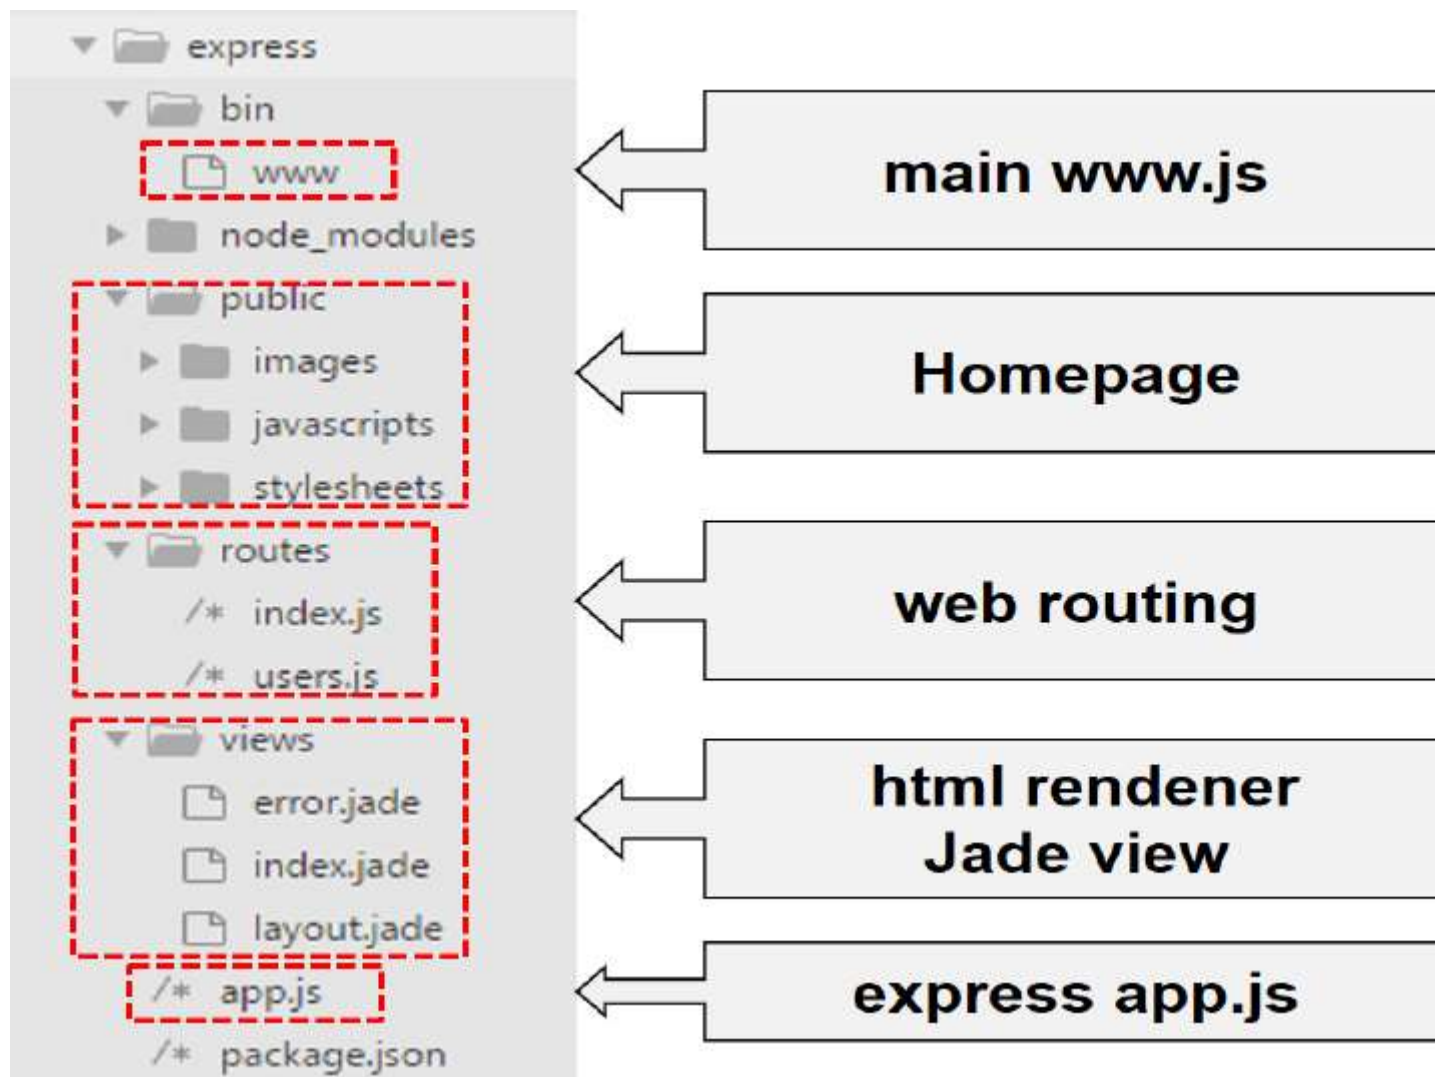 express
bin
www
main www.js
node_modules
public
images
Homepage
javascripts
stylesheets
routes
index.js
web routing
users.js
views
error.jade
html rendener
Jade view
index.jade
layout.jade
/* app.js
express app.js
/* package.json